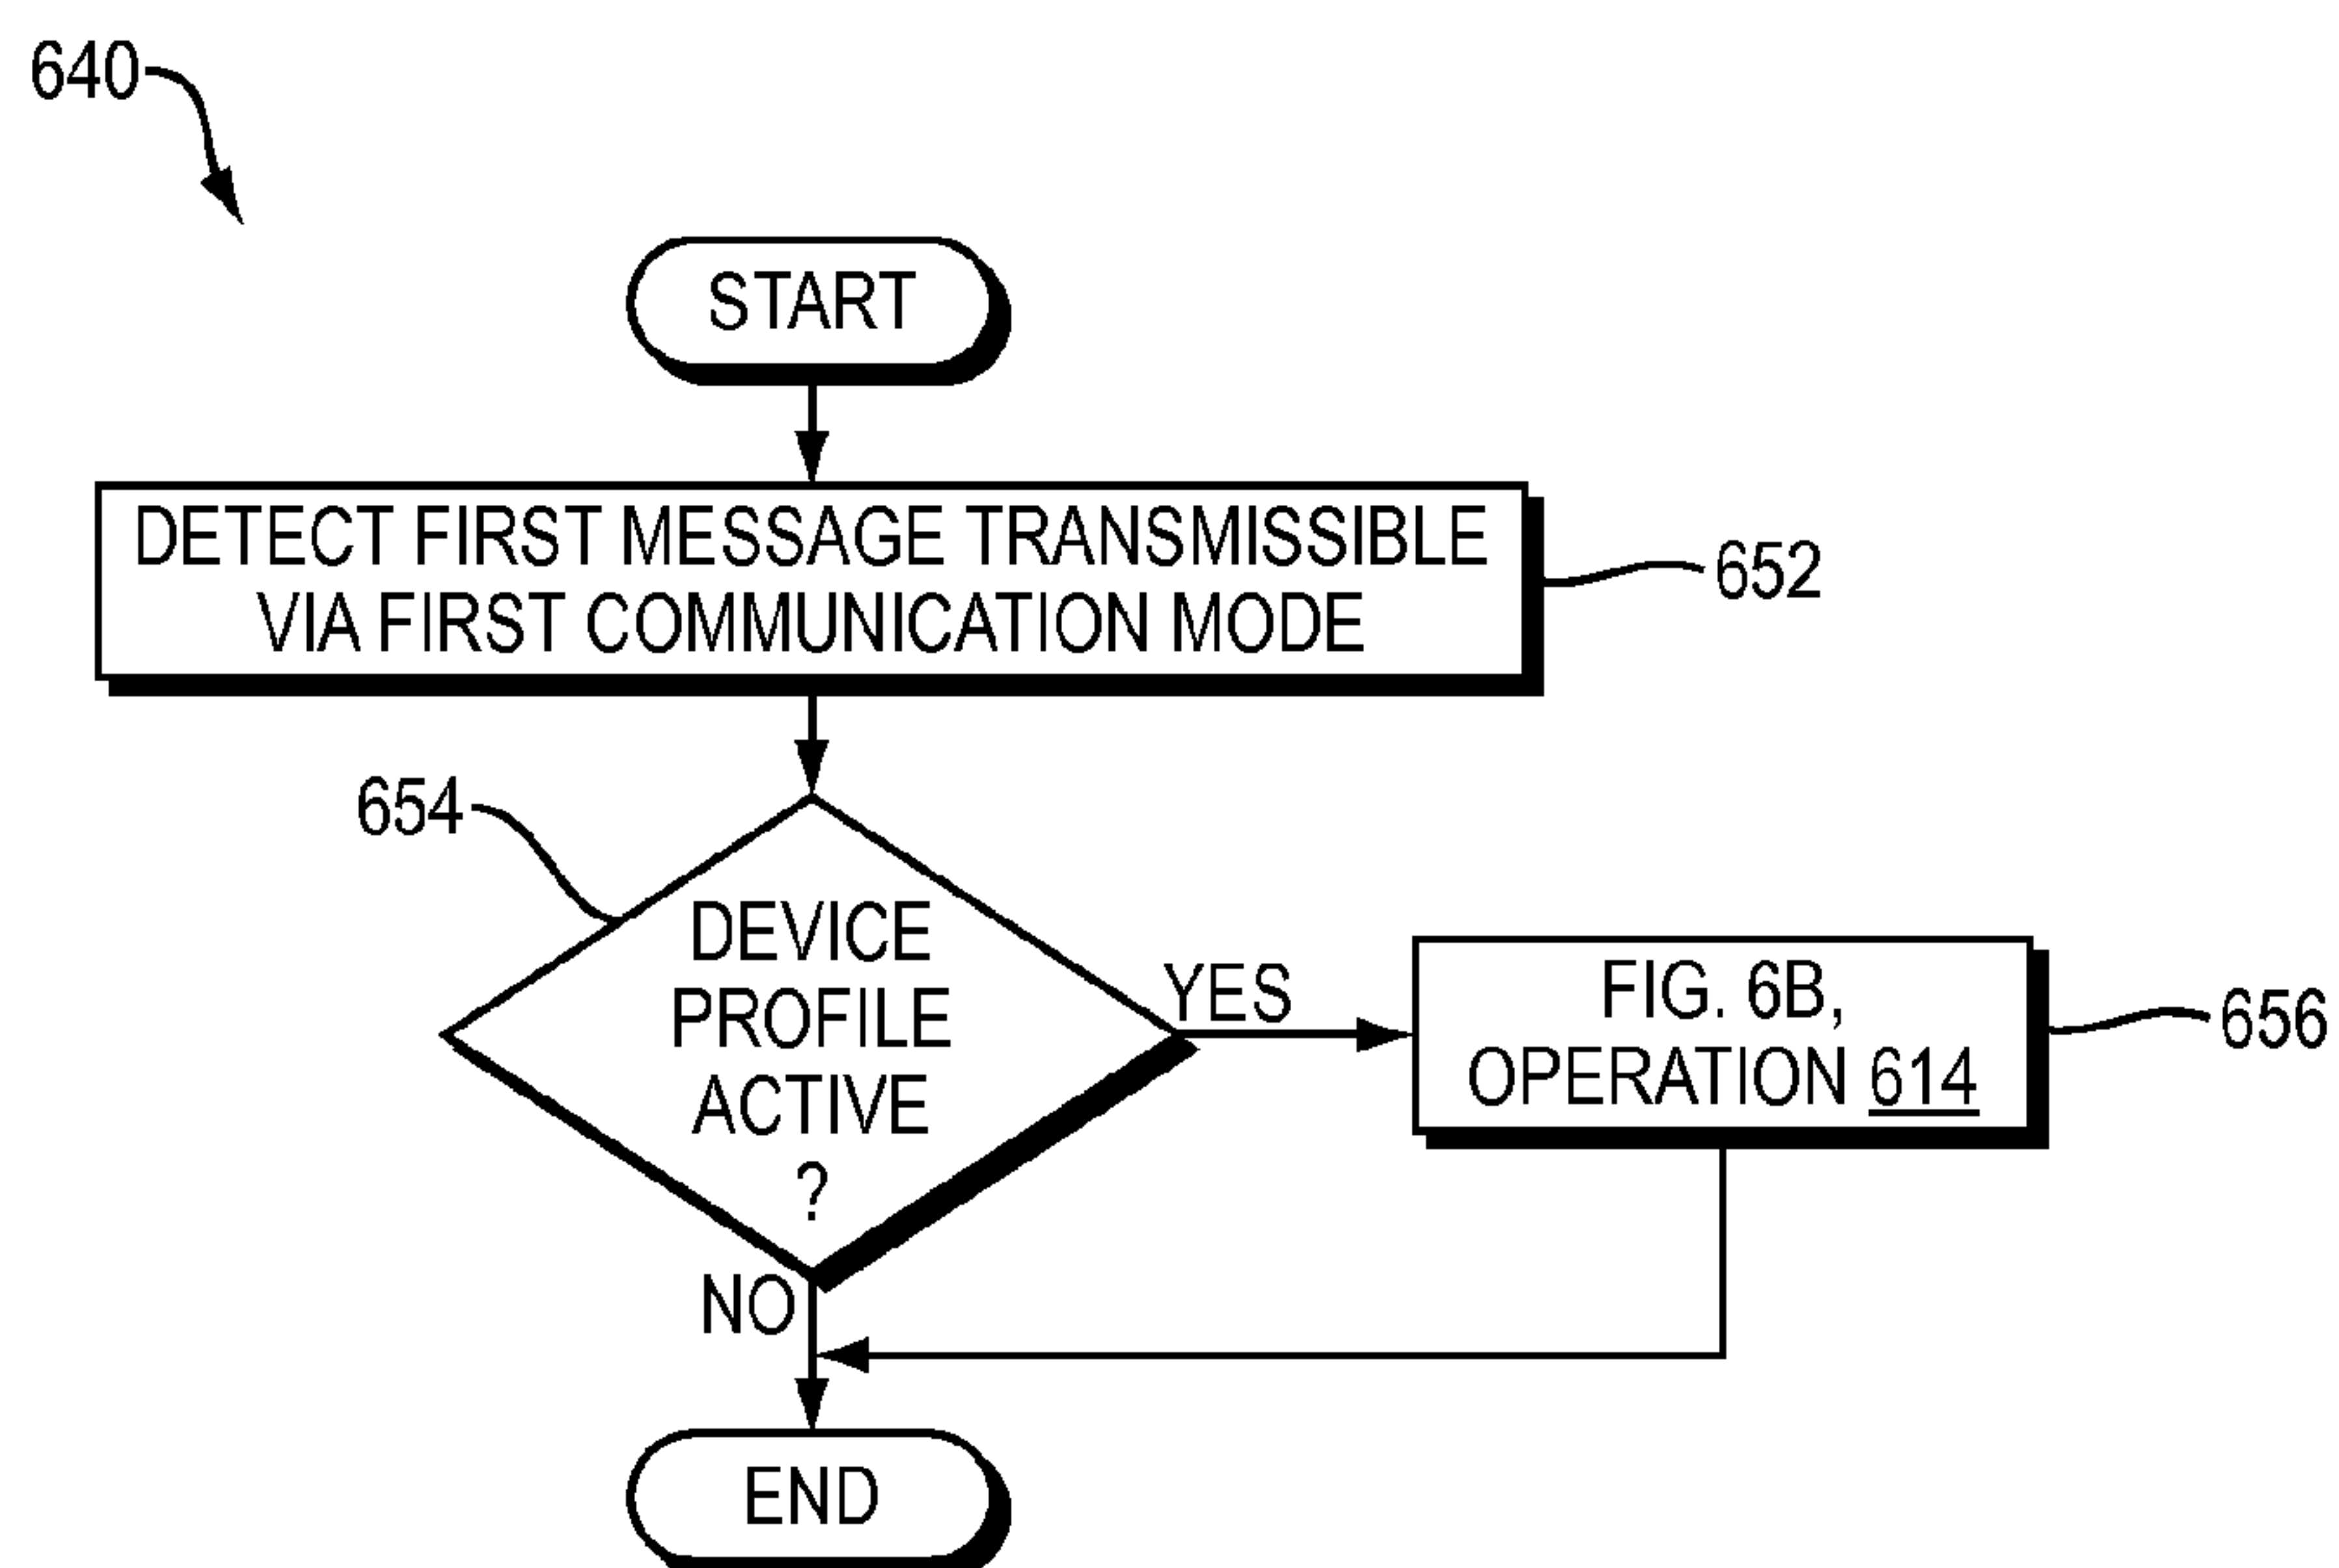 640
START
DETECT FIRST MESSAGE TRANSMISSIBLE
VIA FIRST COMMUNICATION MODE
652
654
DEVICE
PROFILE
ACTIVE
?
YES
FIG. 6B,
OPERATION 614
656
NO
END